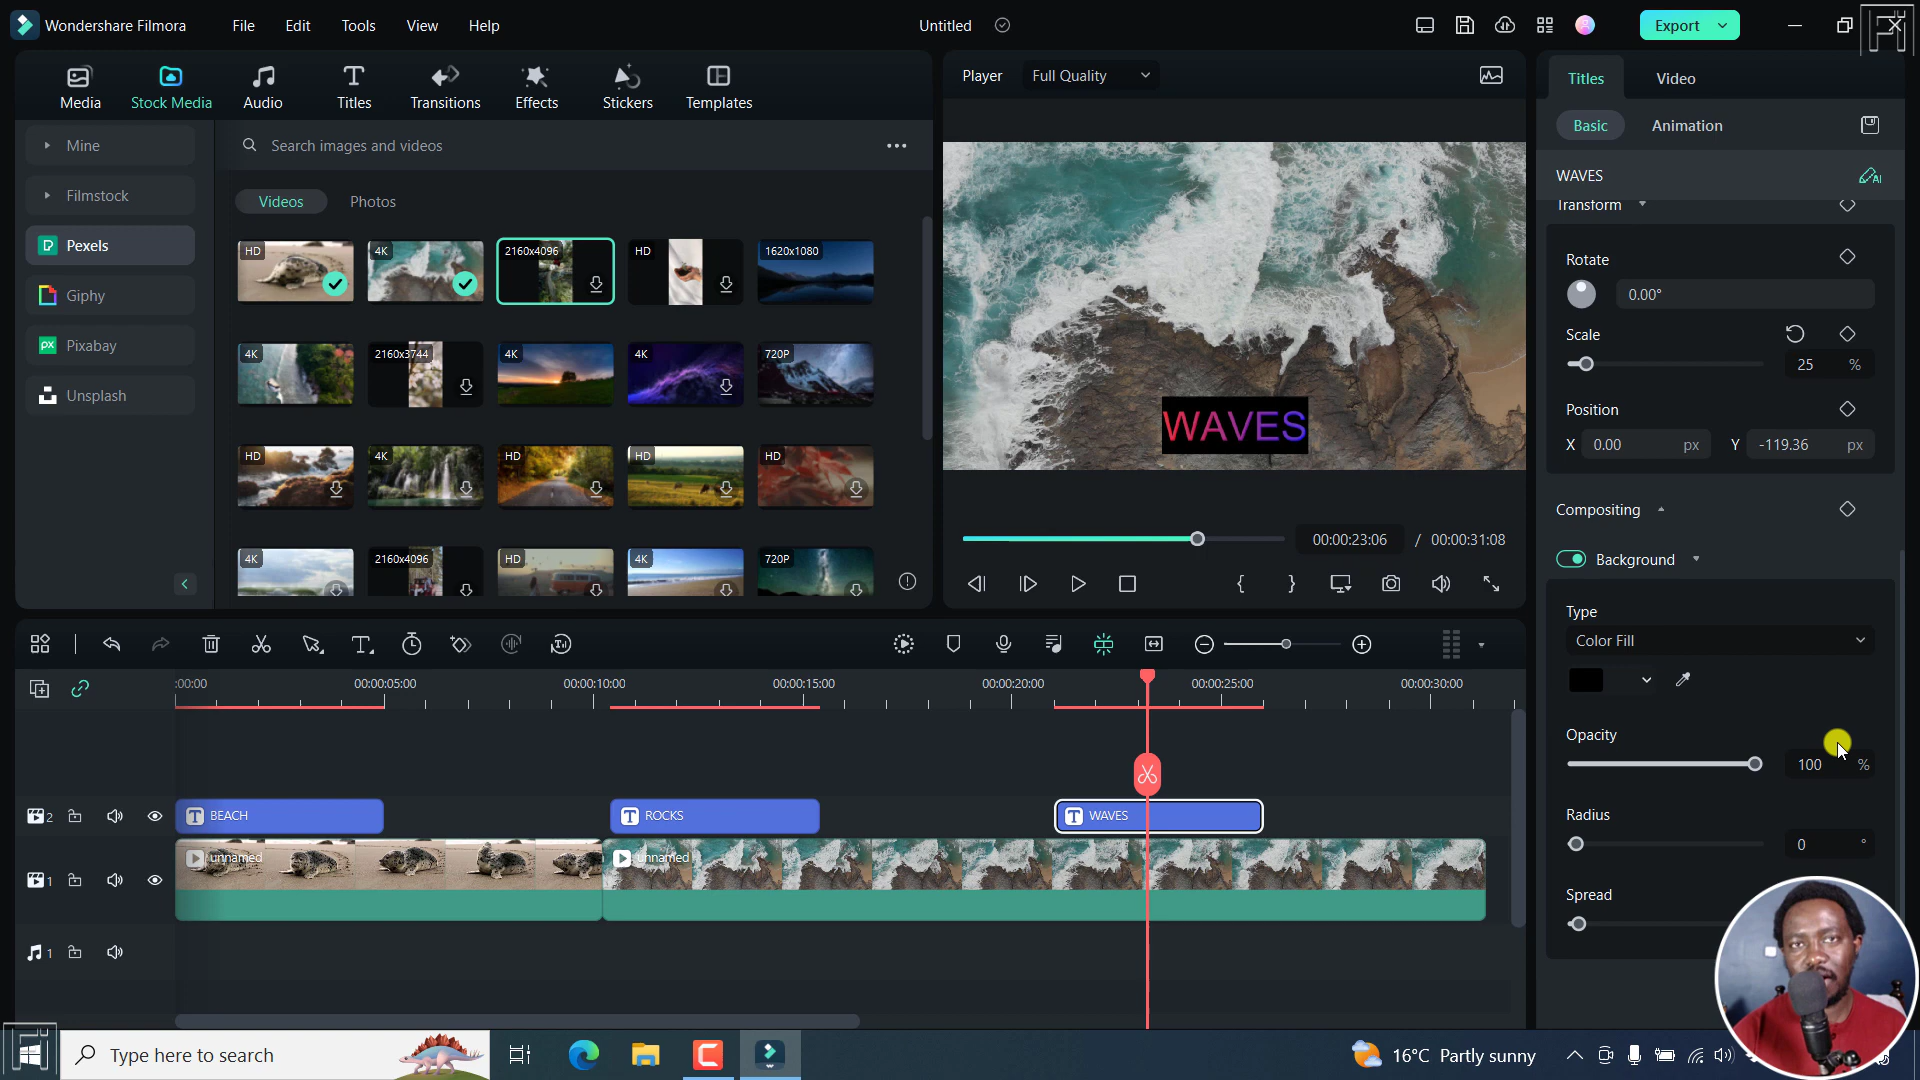 Wondershare Filmora
File Edit Tools View Help
Untitled
Export
Media Stock Media Audio Titles Transitions Effects Stickers Templates
Player Full Quality
Titles Video
Basic Animation
WAVES
Mine
Filmstock
Pexels
Giphy
Pixabay
Unsplash
Search images and videos
Videos Photos
HD 4K 2160x4096 HD 1620x1080
4K 2160x3744 4K 4K 720P
HD 4K HD HD HD
4K 2160x4096 HD 4K 720P
WAVES
00:00:23:06 / 00:00:31:08
Transform
Rotate
0.00°
Scale
25 %
Position
X 0.00 px Y -119.36 px
Compositing
Background
Type
Color Fill
Opacity
100 %
Radius
0 °
Spread
:00:00 00:00:05:00 00:00:10:00 00:00:15:00 00:00:20:00 00:00:25:00 00:00:30:00
2 BEACH ROCKS WAVES
1 unnamed unnamed
1
Type here to search
16°C Partly sunny